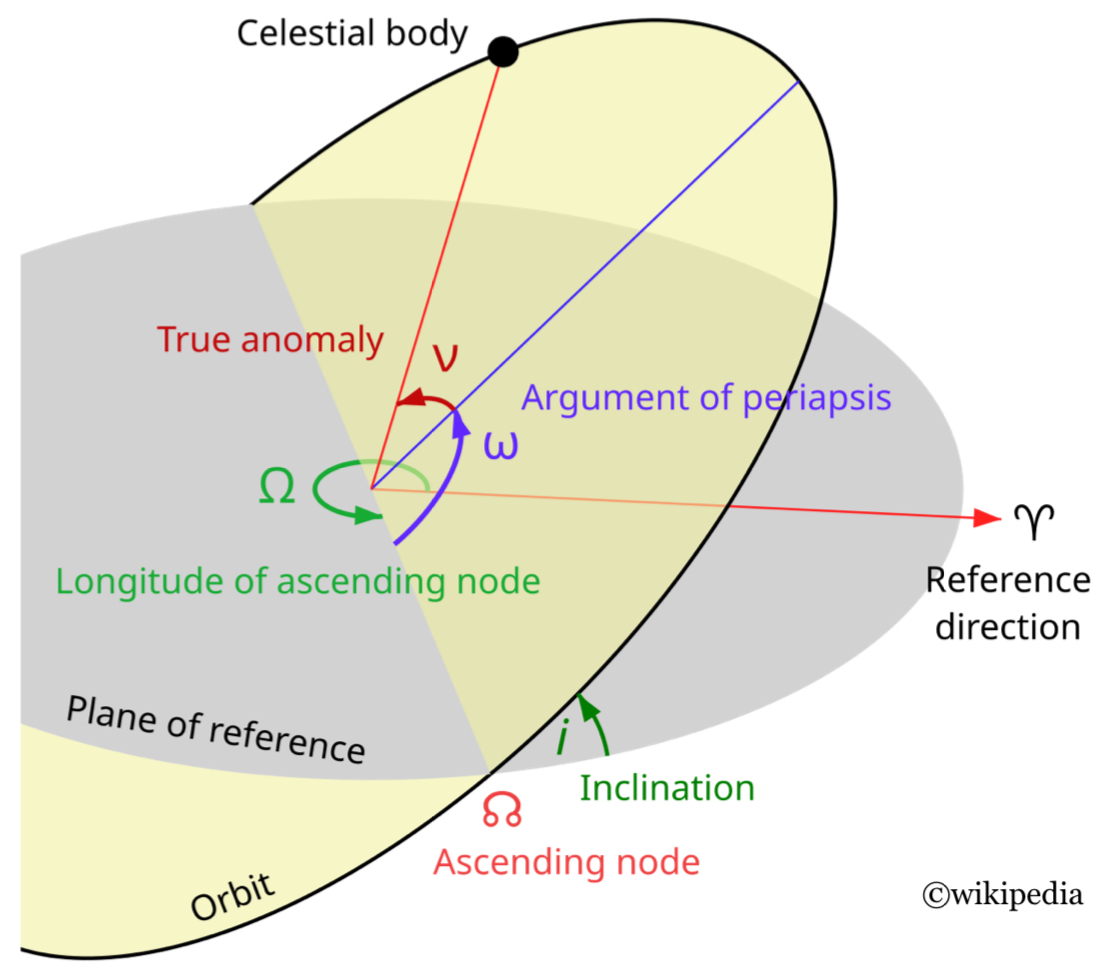 Celestial body
True anomaly
ν
Argument of periapsis
ω
Ω
♈
Longitude of ascending node
Reference
direction
Plane of reference
i
Inclination
☊
Ascending node
Orbit
©wikipedia